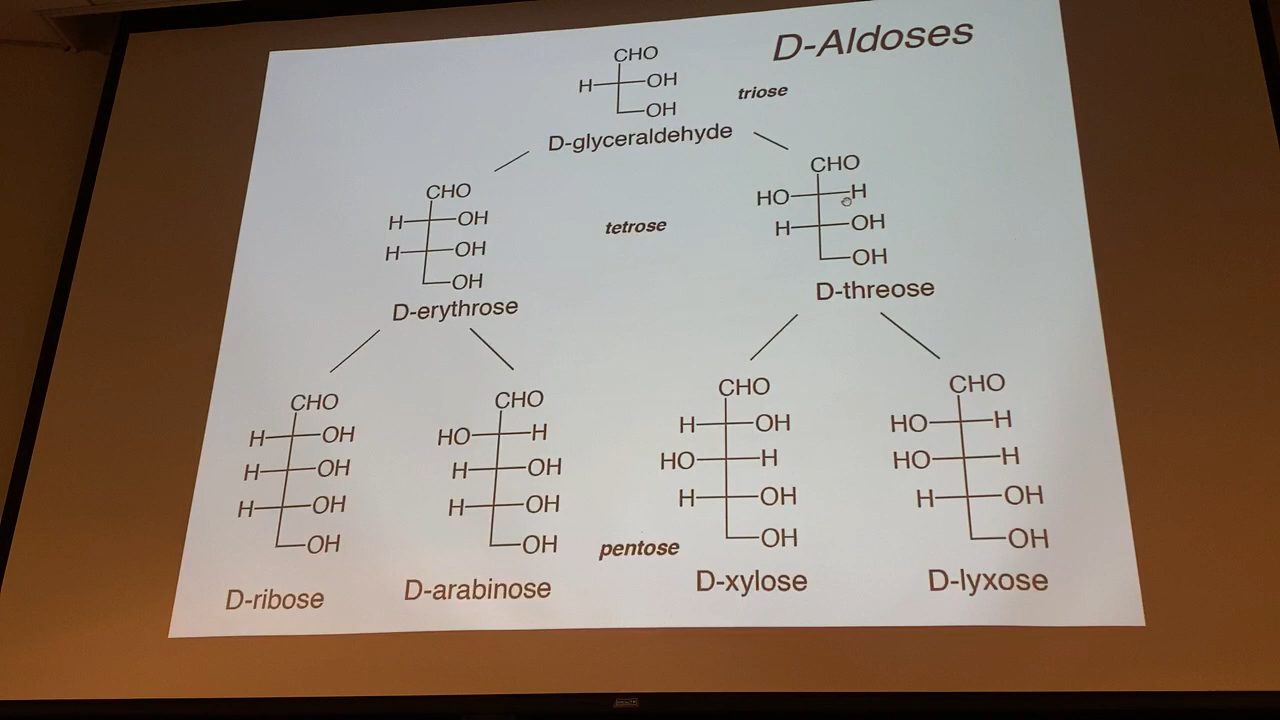 D-Aldoses
CHO
H OH
OH
triose
D-glyceraldehyde
CHO
H OH
H OH
OH
D-erythrose
tetrose
CHO
HO H
H OH
OH
D-threose
CHO
H OH
H OH
H OH
OH
D-ribose
CHO
HO H
H OH
H OH
OH
D-arabinose
pentose
CHO
H OH
HO H
H OH
OH
D-xylose
CHO
HO H
HO H
H OH
OH
D-lyxose